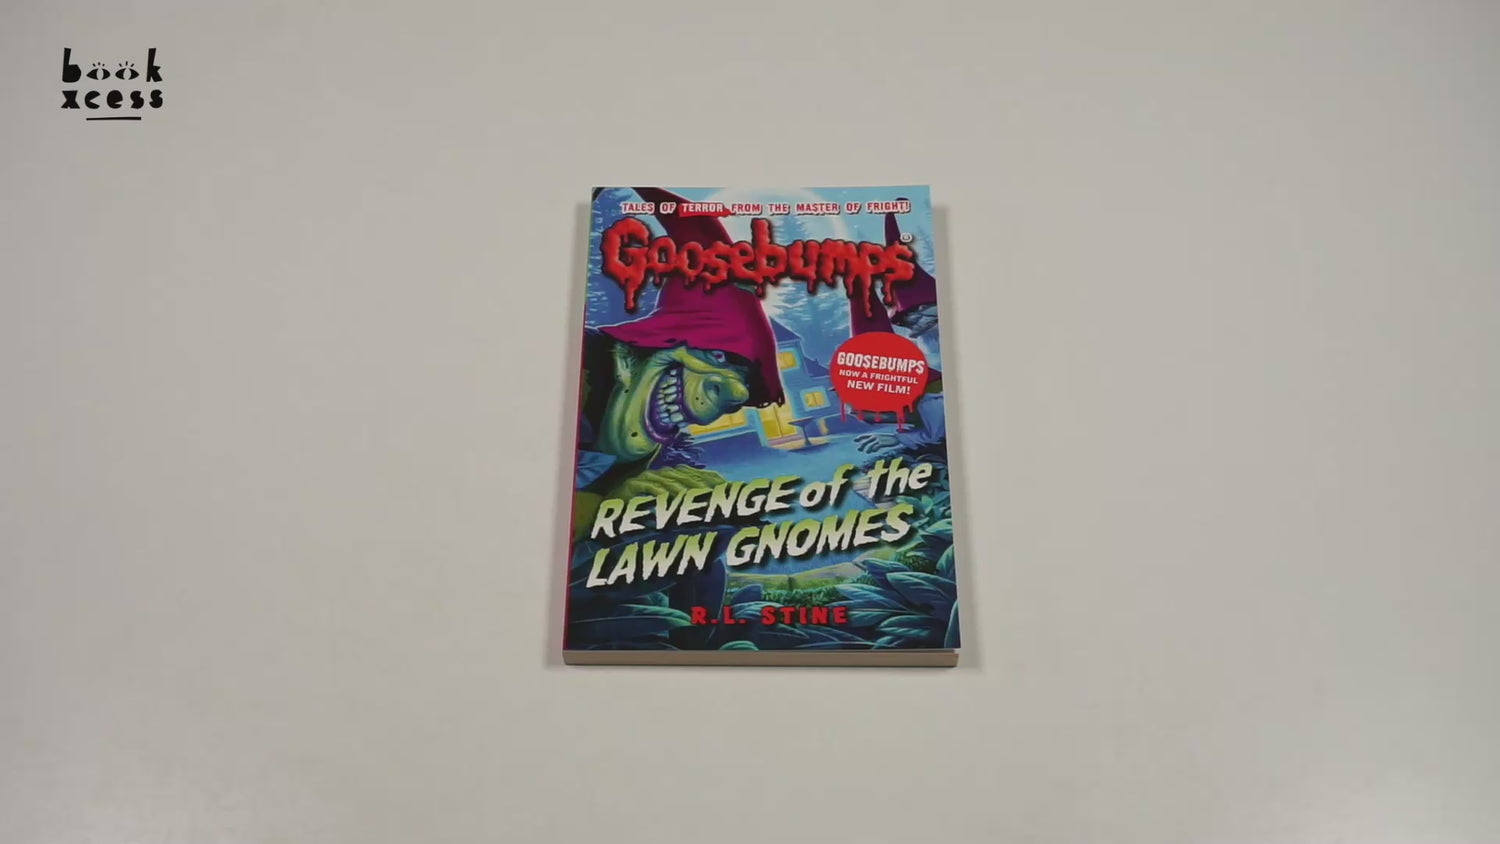 book
xcess
TALES OF TERROR FROM THE MASTER OF FRIGHT!
Goosebumps®
GOOSEBUMPS
NOW A FRIGHTFUL
NEW FILM!
REVENGE of the
LAWN GNOMES
R.L. STINE